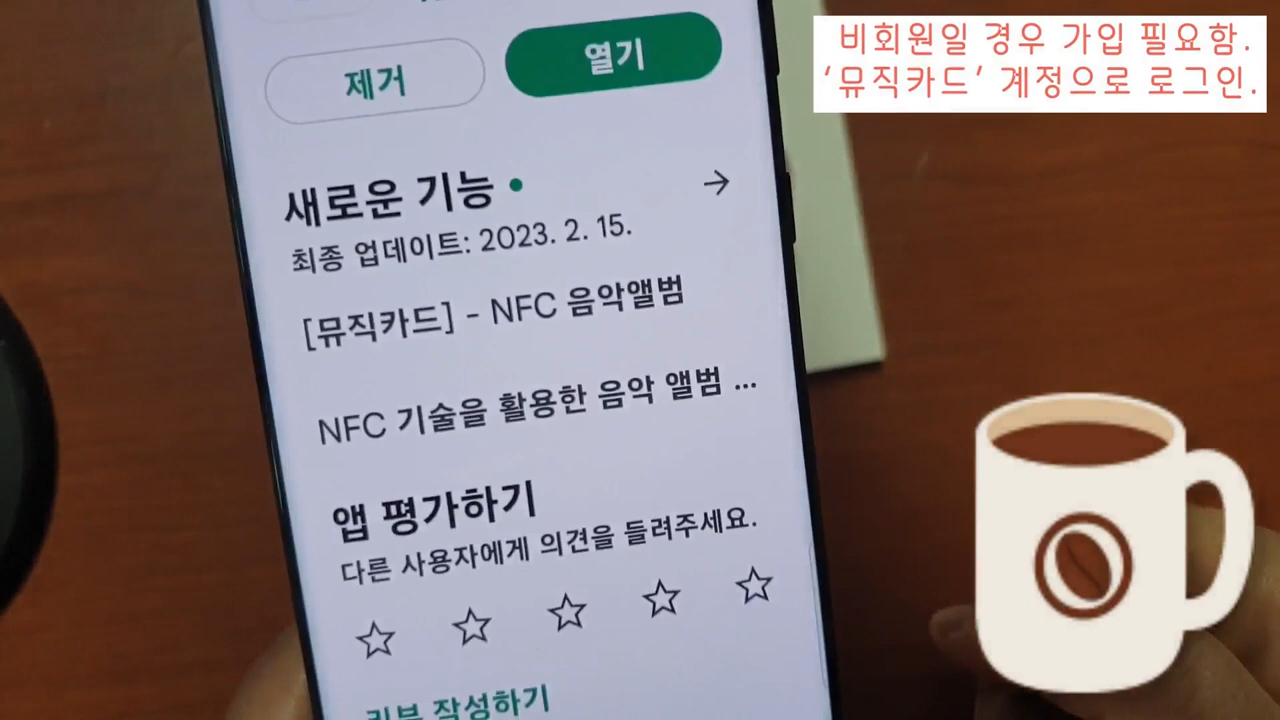 비회원일 경우 가입 필요함.
‘뮤직카드’ 계정으로 로그인.
제거
열기
새로운 기능 •
최종 업데이트: 2023. 2. 15.
[뮤직카드] - NFC 음악앨범
NFC 기술을 활용한 음악 앨범 ...
앱 평가하기
다른 사용자에게 의견을 들려주세요.
리뷰 작성하기